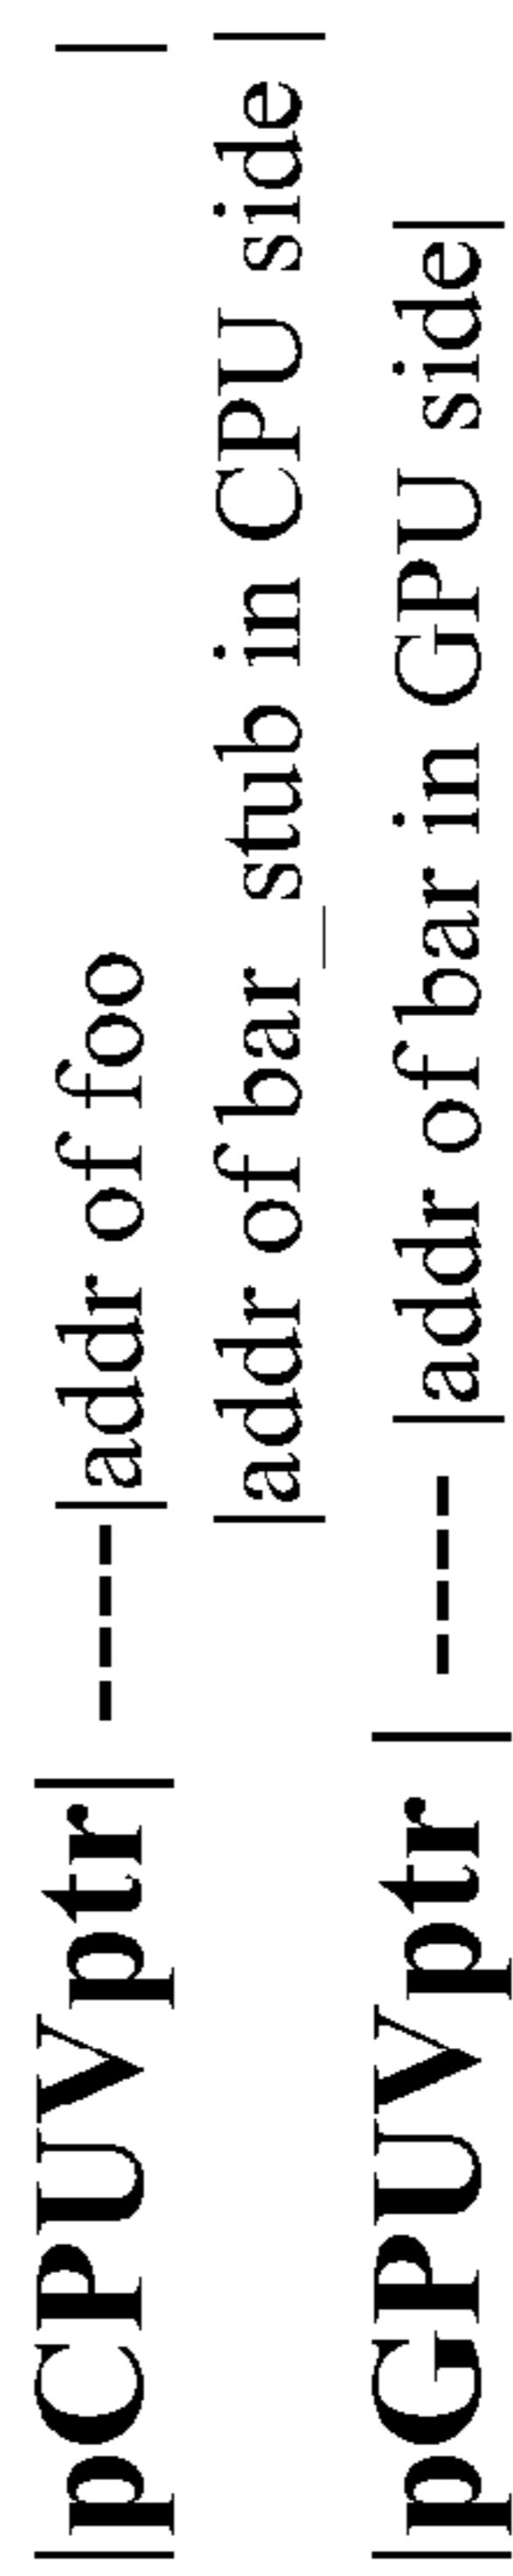 |pCPUVptr| ----|addr of foo |
|addr of bar_stub in CPU side |
|pGPUVptr | ---- |addr of bar in GPU side|